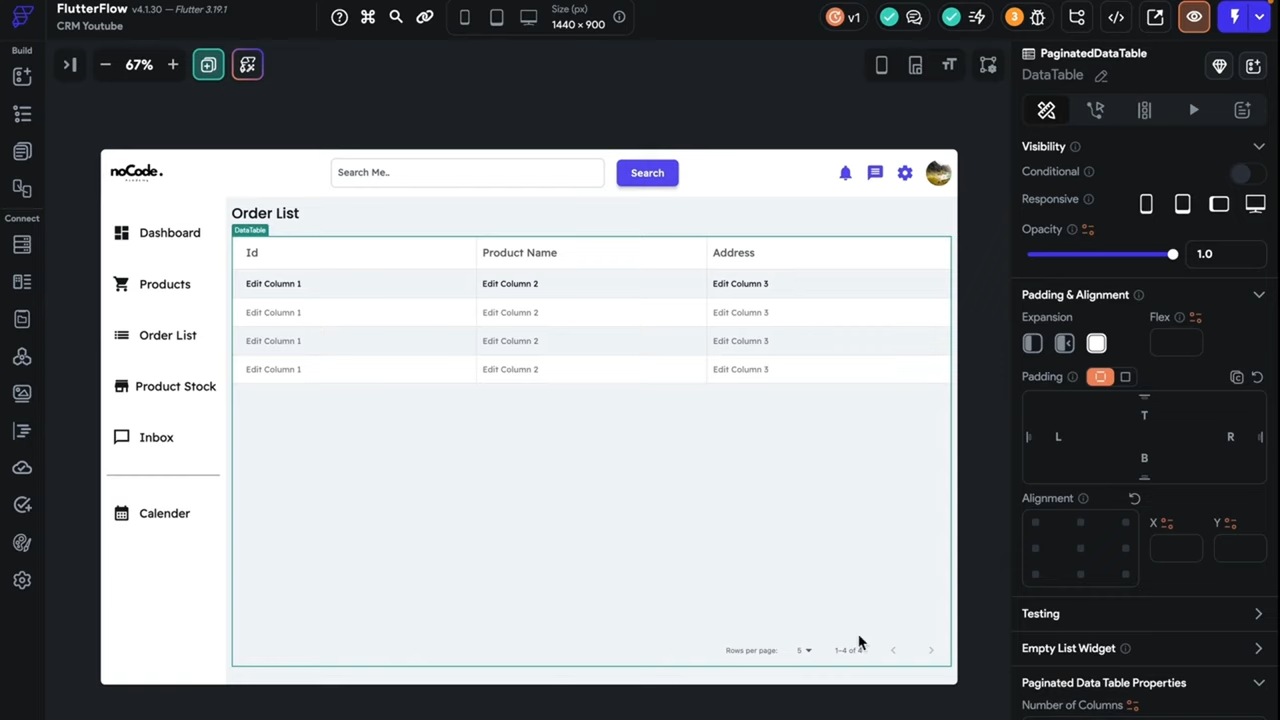 FlutterFlow v4.1.30 - Flutter 3.19.1
CRM Youtube
Size (px)
1440 × 900
v1
3
Build
67%
PaginatedDataTable
DataTable
Visibility
Conditional
Responsive
Opacity
1.0
Padding & Alignment
Expansion
Flex
Padding
T
L
R
B
Alignment
X
Y
Testing
Empty List Widget
Paginated Data Table Properties
Number of Columns
Connect
noCode.
Search Me..
Search
Dashboard
Products
Order List
Product Stock
Inbox
Calender
Order List
DataTable
Id Product Name Address
Edit Column 1 Edit Column 2 Edit Column 3
Edit Column 1 Edit Column 2 Edit Column 3
Edit Column 1 Edit Column 2 Edit Column 3
Edit Column 1 Edit Column 2 Edit Column 3
Rows per page: 5 1–4 of 4